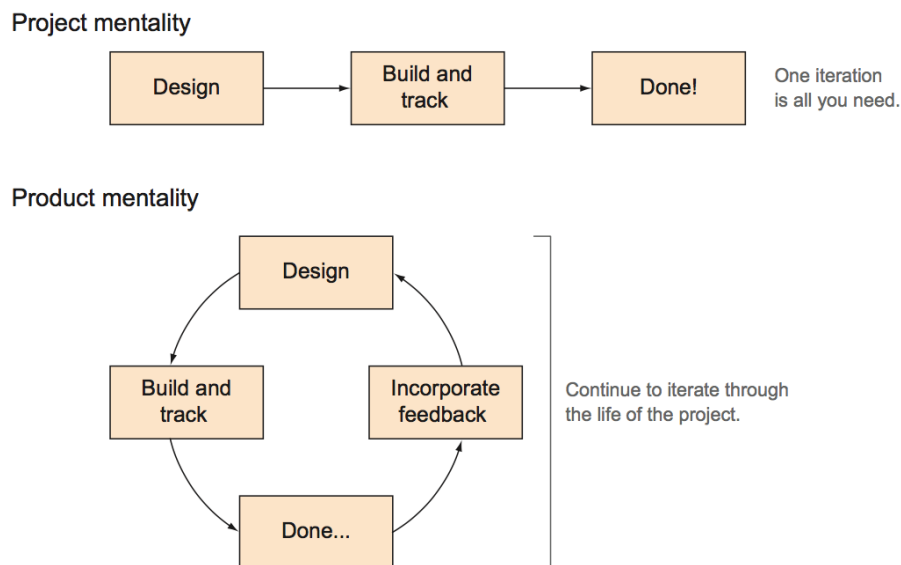 Project mentality
Design
Build and
track
Done!
One iteration
is all you need.
Product mentality
Design
Build and
track
Incorporate
feedback
Continue to iterate through
the life of the project.
Done...